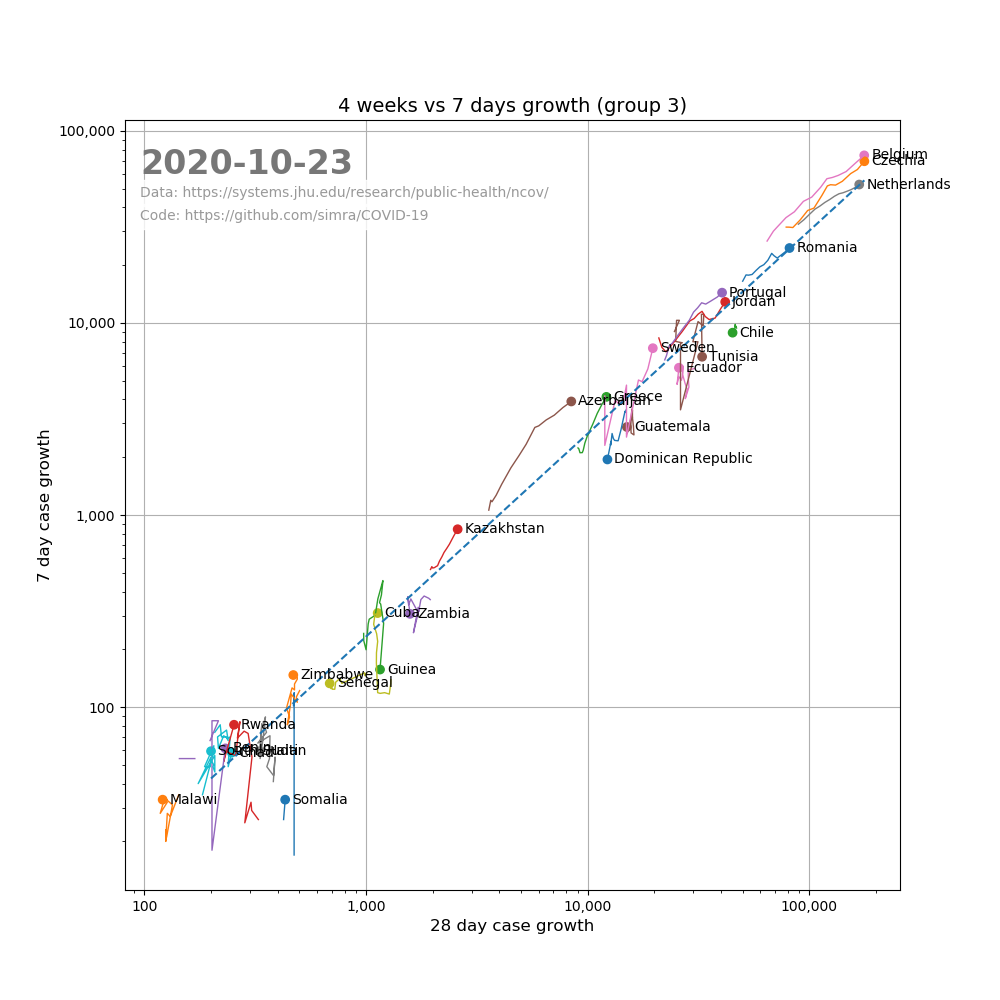 4 weeks vs 7 days growth (group 3)
100,000
2020-10-23
Data: https://systems.jhu.edu/research/public-health/ncov/
Code: https://github.com/simra/COVID-19
Belgium
Czechia
Netherlands
Romania
Portugal
Jordan
10,000
Chile
Sweden
Tunisia
Ecuador
Greece
Azerbaijan
Guatemala
Dominican Republic
7 day case growth
1,000
Kazakhstan
Cuba
Zambia
Guinea
Zimbabwe
Senegal
100
Rwanda
Benin
Haiti
Chad
Malawi
Somalia
100
1,000
10,000
100,000
28 day case growth